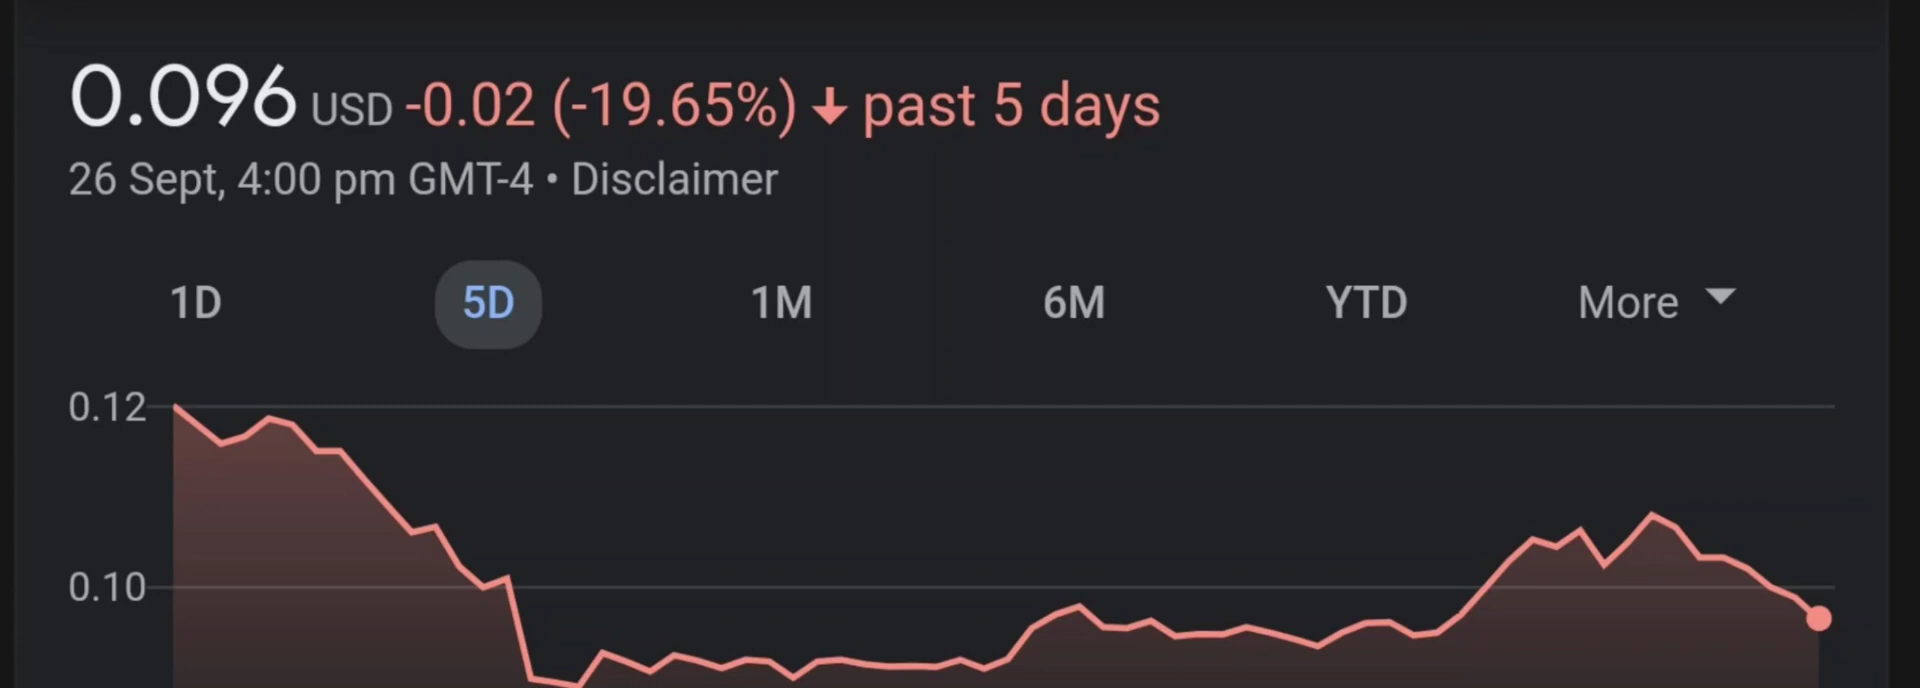 0.096 USD -0.02 (-19.65%) ↓ past 5 days
26 Sept, 4:00 pm GMT-4 • Disclaimer
1D 5D 1M 6M YTD More
0.12
0.10